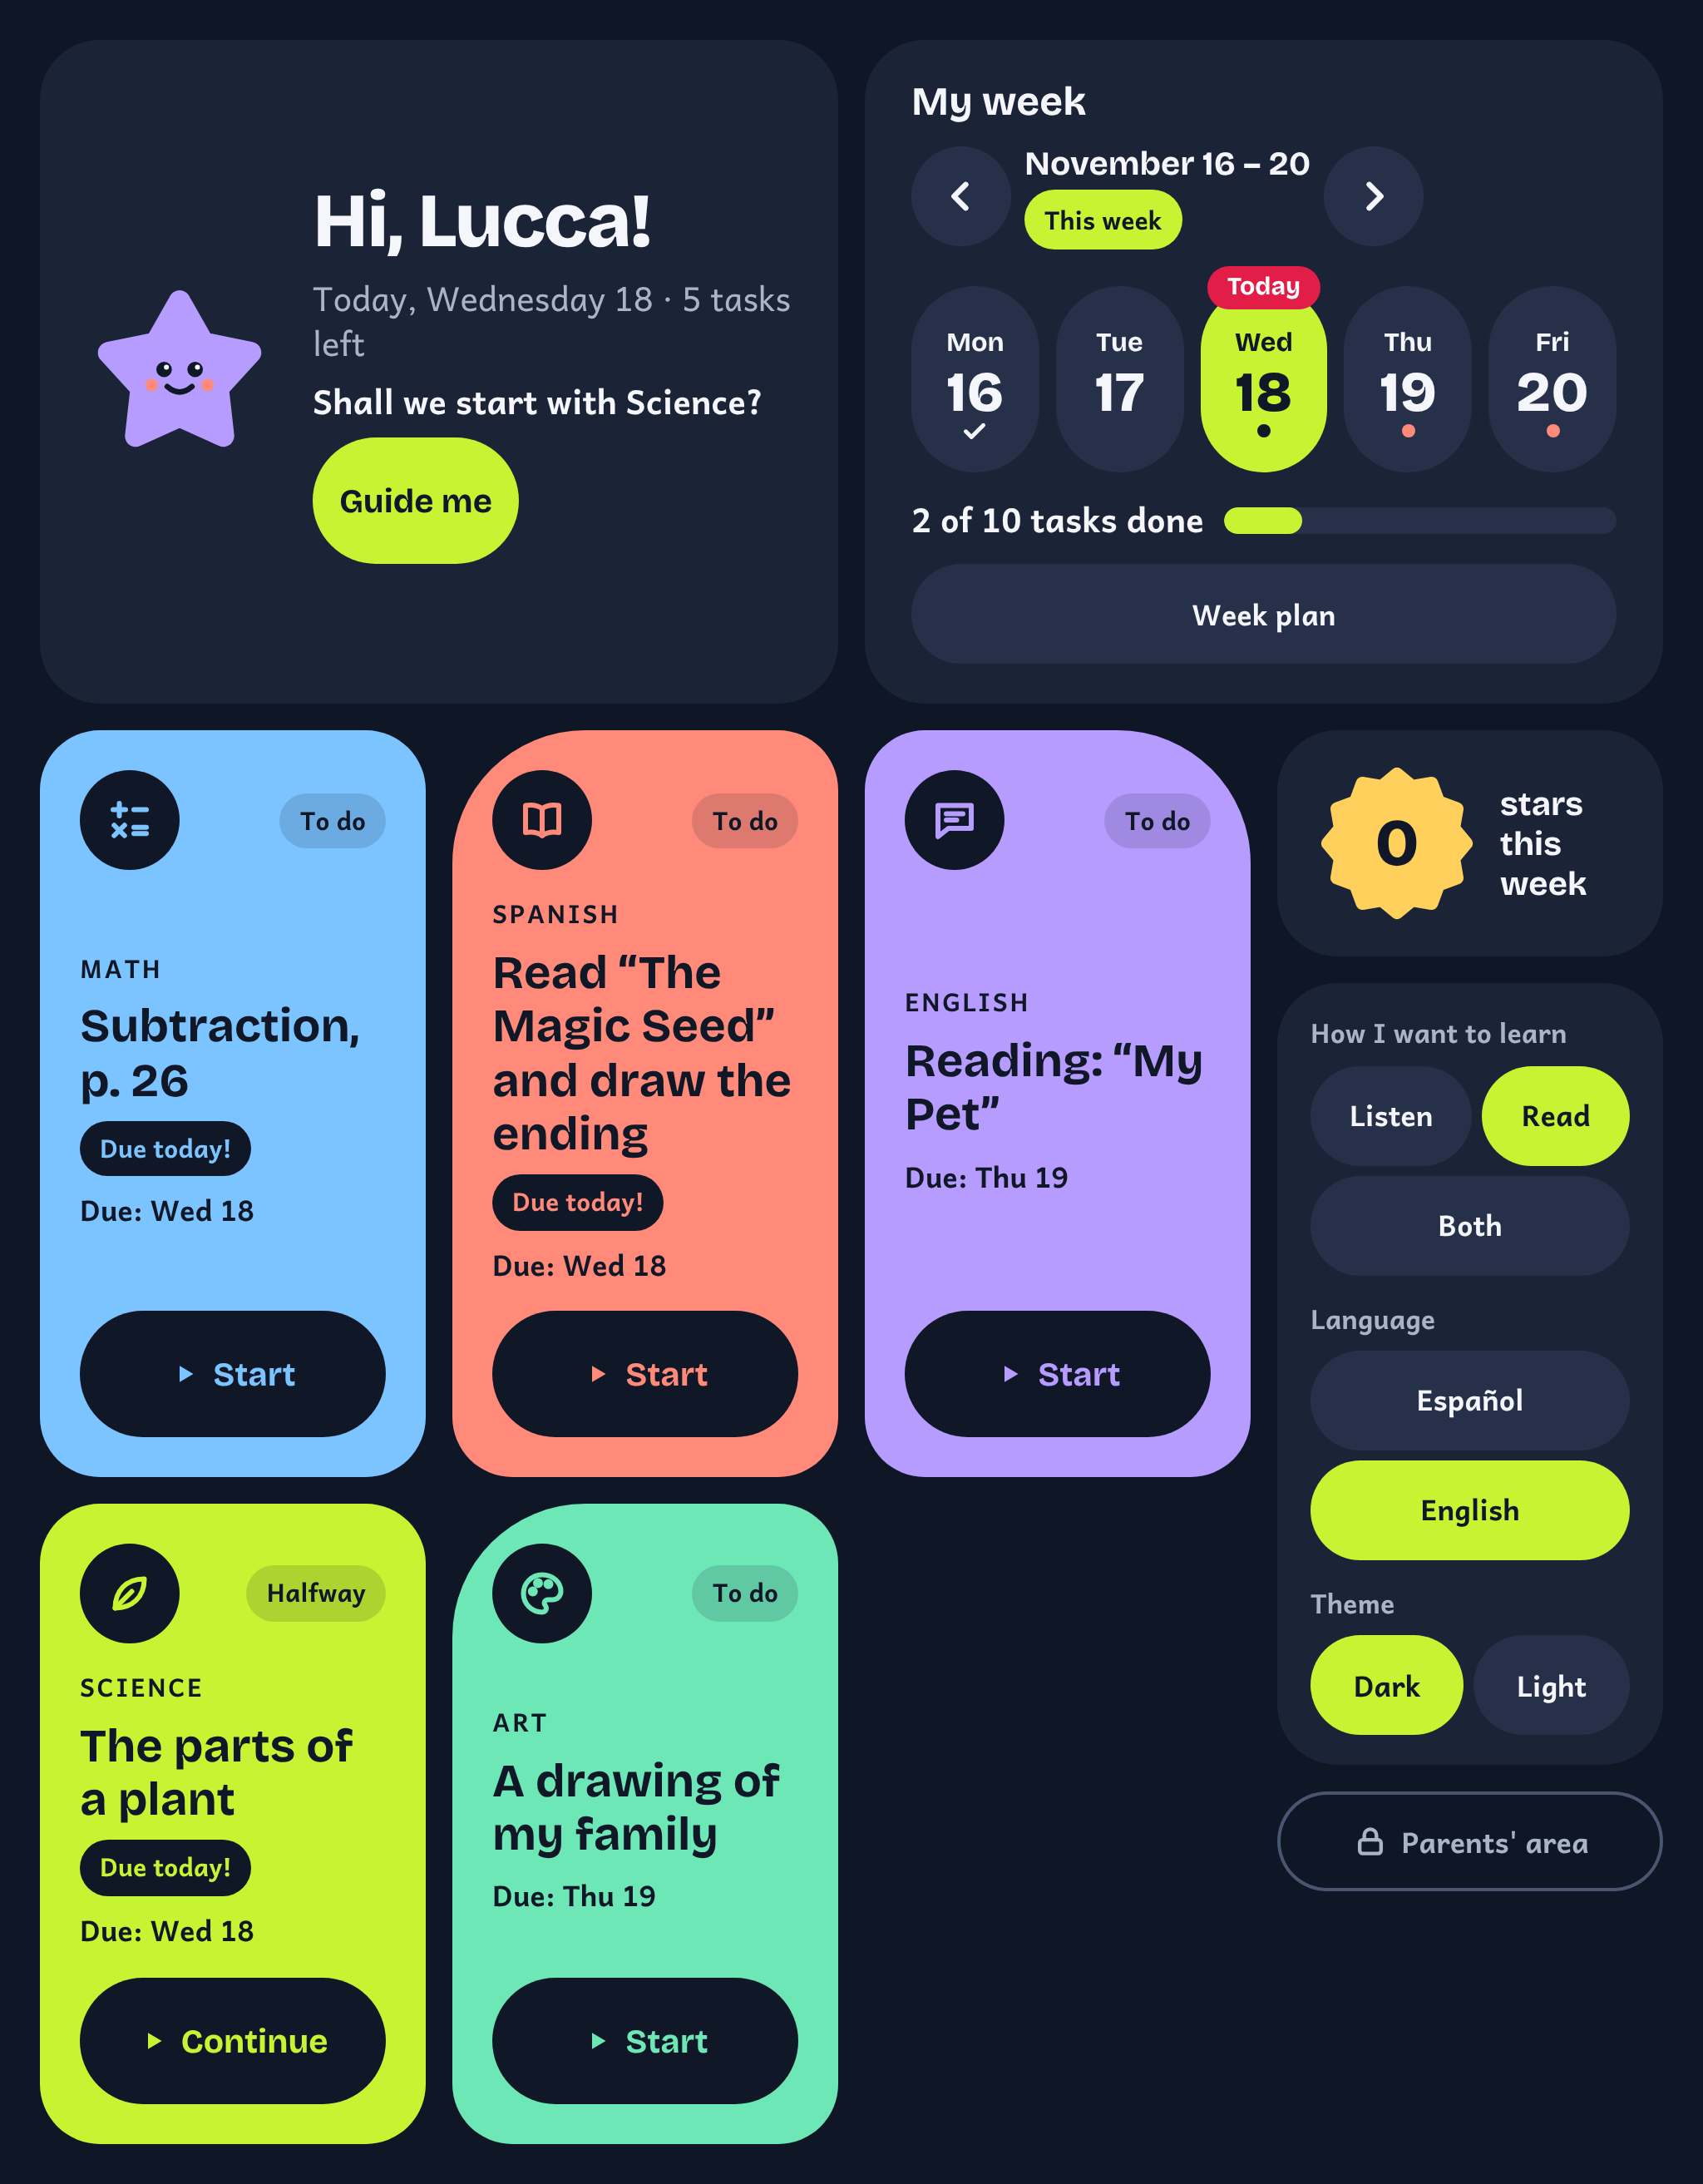 Hi, Lucca!
Today, Wednesday 18 · 5 tasks
left
Shall we start with Science?
Guide me
My week
November 16 – 20
This week
Today
Mon
16
Tue
17
Wed
18
Thu
19
Fri
20
2 of 10 tasks done
Week plan
To do
MATH
Subtraction,
p. 26
Due today!
Due: Wed 18
Start
To do
SPANISH
Read “The
Magic Seed”
and draw the
ending
Due today!
Due: Wed 18
Start
To do
ENGLISH
Reading: “My
Pet”
Due: Thu 19
Start
0
stars
this
week
How I want to learn
Listen
Read
Both
Language
Español
English
Theme
Dark
Light
Parents' area
Halfway
SCIENCE
The parts of
a plant
Due today!
Due: Wed 18
Continue
To do
ART
A drawing of
my family
Due: Thu 19
Start